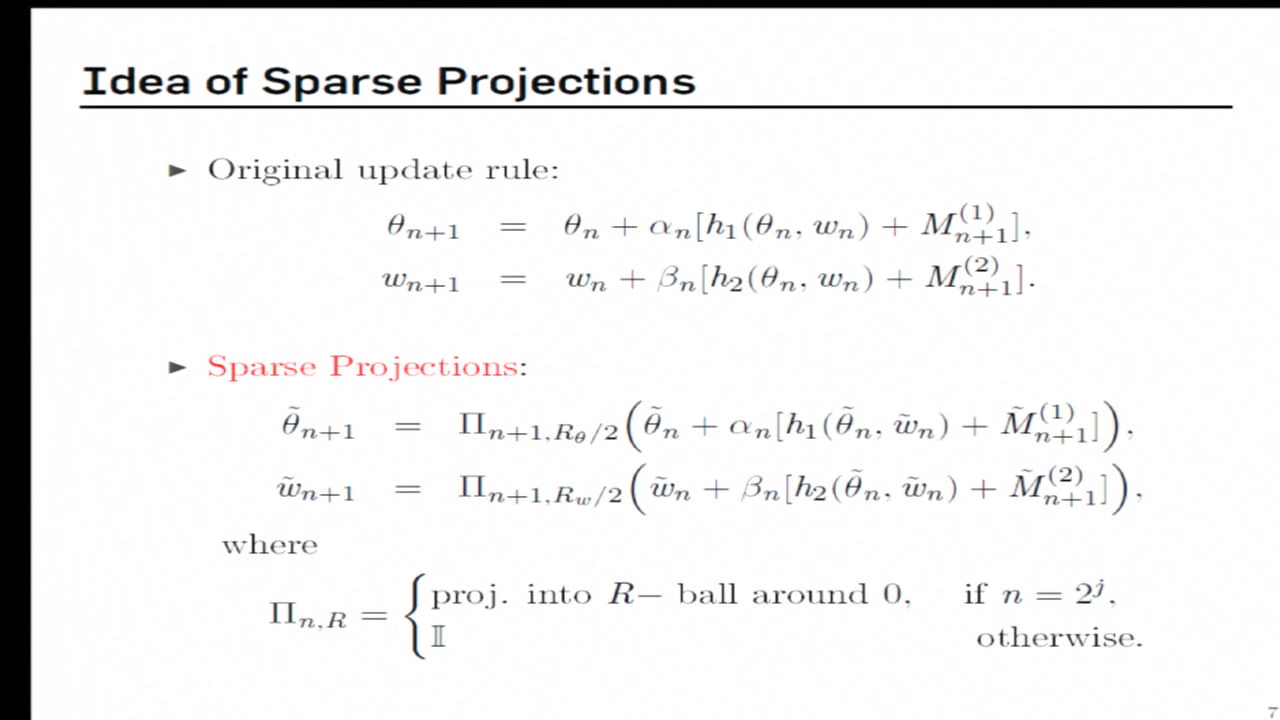 Idea of Sparse Projections
► Original update rule:
θ_{n+1} = θ_n + α_n[h_1(θ_n, w_n) + M_{n+1}^{(1)}],
w_{n+1} = w_n + β_n[h_2(θ_n, w_n) + M_{n+1}^{(2)}].
► Sparse Projections:
θ̃_{n+1} = Π_{n+1,R_θ/2}(θ̃_n + α_n[h_1(θ̃_n, w̃_n) + M̃_{n+1}^{(1)}]),
w̃_{n+1} = Π_{n+1,R_w/2}(w̃_n + β_n[h_2(θ̃_n, w̃_n) + M̃_{n+1}^{(2)}]),
where
Π_{n,R} = { proj. into R− ball around 0, if n = 2^j,
𝕀 otherwise.
7